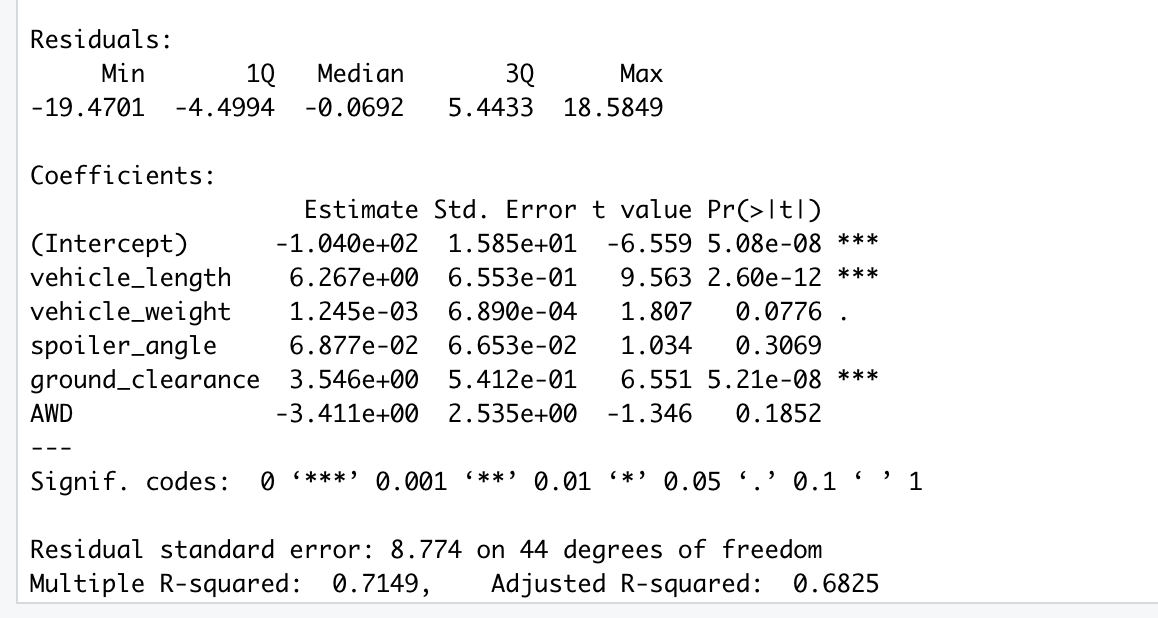 Residuals:
     Min       1Q   Median       3Q      Max
-19.4701  -4.4994  -0.0692   5.4433  18.5849

Coefficients:
                   Estimate Std. Error t value Pr(>|t|)
(Intercept)      -1.040e+02  1.585e+01  -6.559 5.08e-08 ***
vehicle_length    6.267e+00  6.553e-01   9.563 2.60e-12 ***
vehicle_weight    1.245e-03  6.890e-04   1.807   0.0776 .
spoiler_angle     6.877e-02  6.653e-02   1.034   0.3069
ground_clearance  3.546e+00  5.412e-01   6.551 5.21e-08 ***
AWD              -3.411e+00  2.535e+00  -1.346   0.1852
---
Signif. codes:  0 ‘***’ 0.001 ‘**’ 0.01 ‘*’ 0.05 ‘.’ 0.1 ‘ ’ 1

Residual standard error: 8.774 on 44 degrees of freedom
Multiple R-squared:  0.7149,    Adjusted R-squared:  0.6825